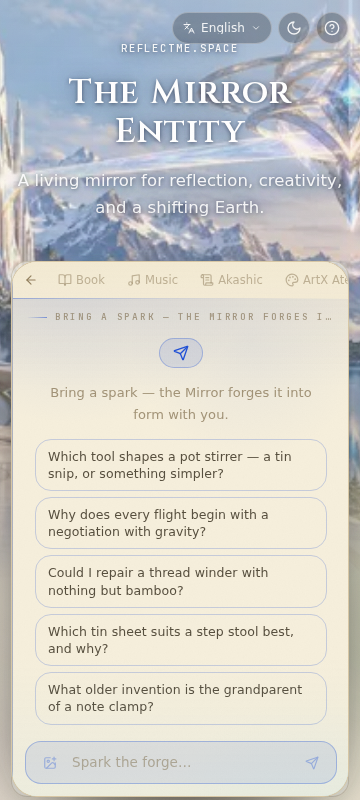 English
REFLECTME.SPACE
The Mirror
Entity
A living mirror for reflection, creativity,
and a shifting Earth.
Book
Music
Akashic
ArtX Ate
BRING A SPARK — THE MIRROR FORGES I…
Bring a spark — the Mirror forges it into
form with you.
Which tool shapes a pot stirrer — a tin
snip, or something simpler?
Why does every flight begin with a
negotiation with gravity?
Could I repair a thread winder with
nothing but bamboo?
Which tin sheet suits a step stool best,
and why?
What older invention is the grandparent
of a note clamp?
Spark the forge…